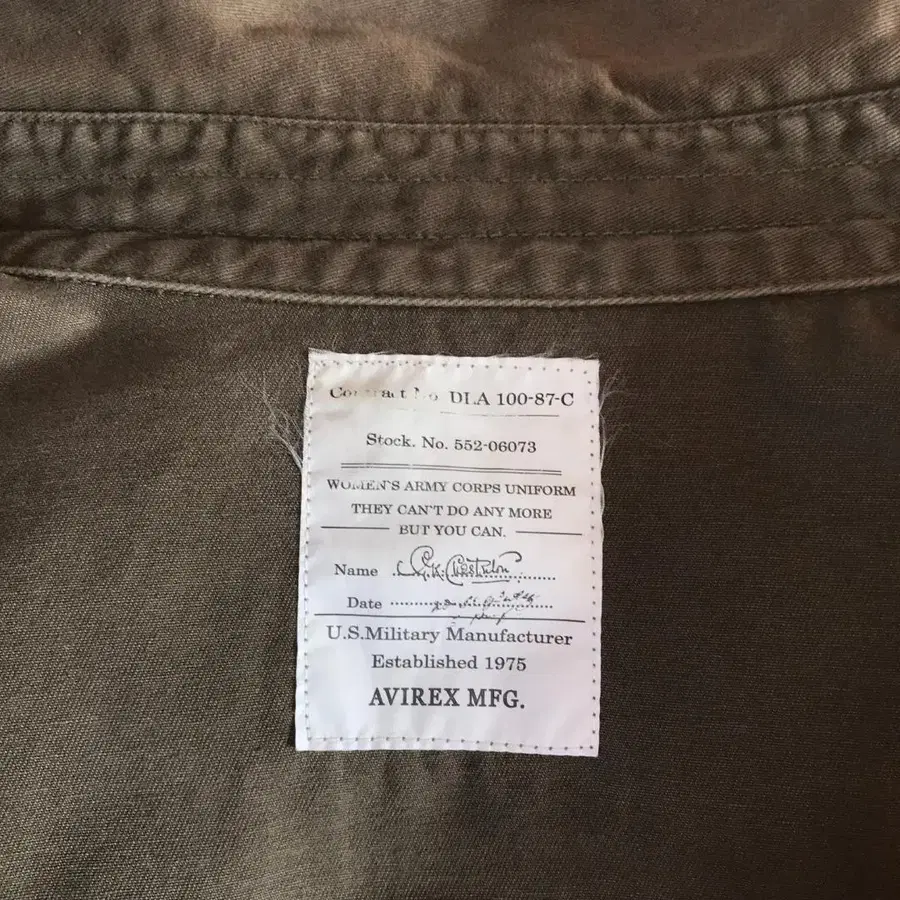 Contract No. DLA 100-87-C
Stock. No. 552-06073
WOMEN'S ARMY CORPS UNIFORM
THEY CAN'T DO ANY MORE
BUT YOU CAN.
Name
Date
U.S.Military Manufacturer
Established 1975
AVIREX MFG.